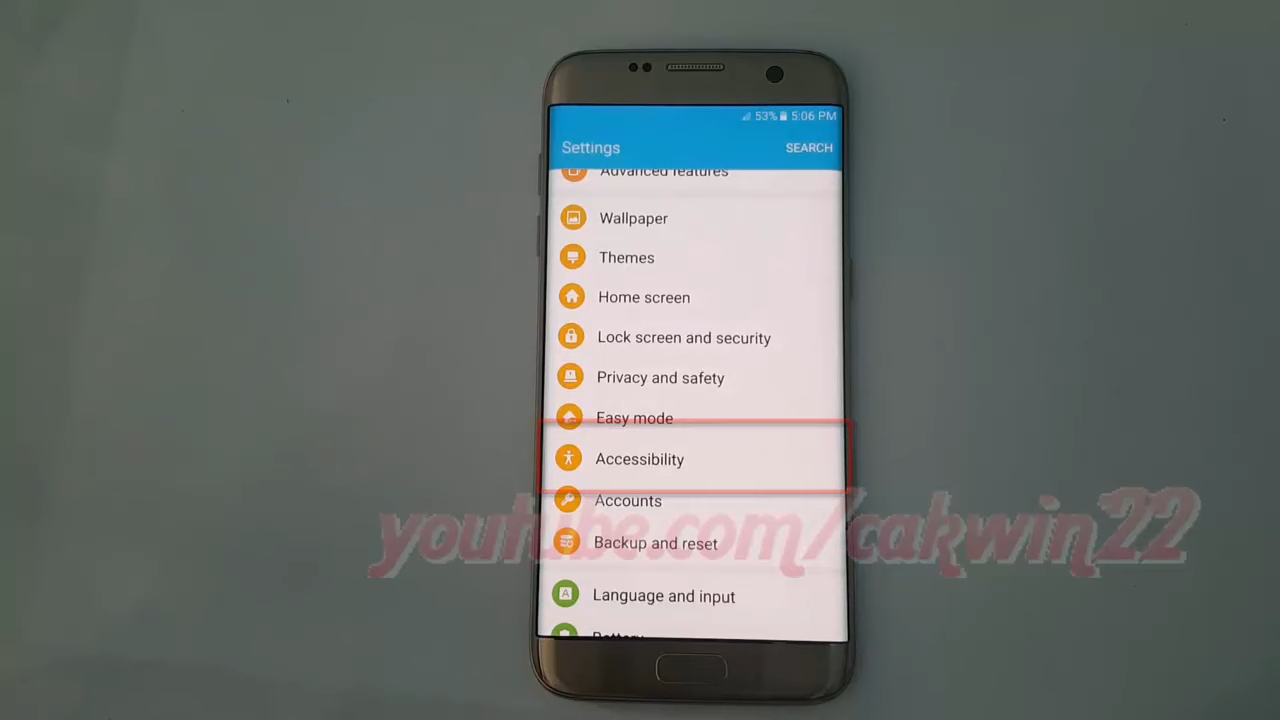 53% 5:06 PM
Settings SEARCH
Advanced features
Wallpaper
Themes
Home screen
Lock screen and security
Privacy and safety
Easy mode
Accessibility
Accounts
youtube.com/cakwin22
Backup and reset
Language and input
Battery